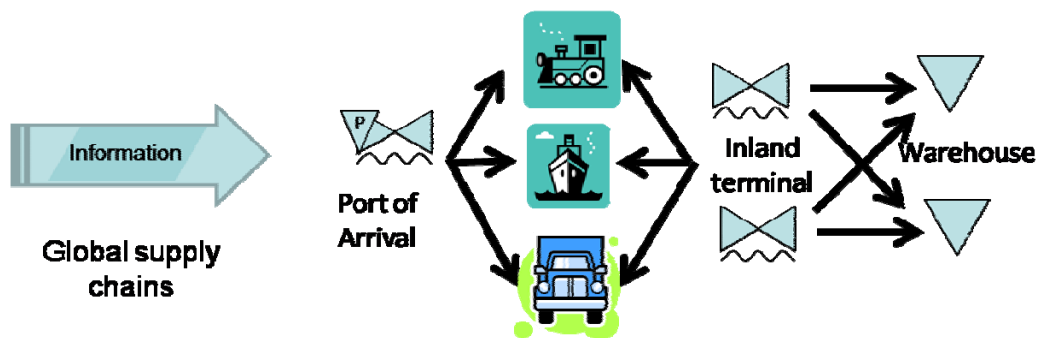 Information
Global supply
chains
P
Port of
Arrival
Inland
terminal
Warehouse